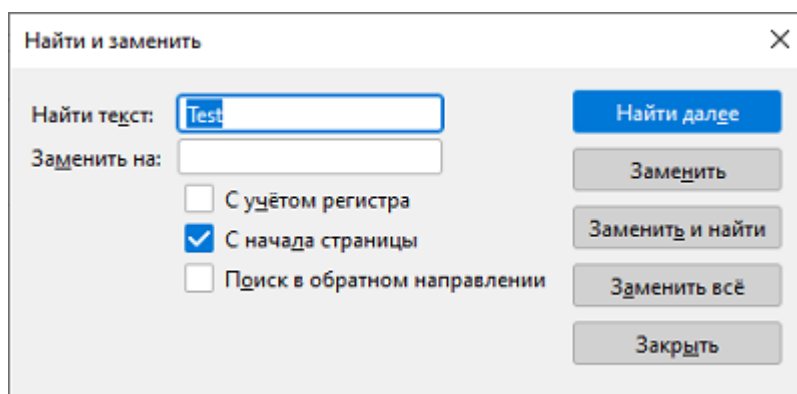 Найти и заменить
Найти текст: Test
Заменить на:
С учётом регистра
С начала страницы
Поиск в обратном направлении
Найти далее
Заменить
Заменить и найти
Заменить всё
Закрыть